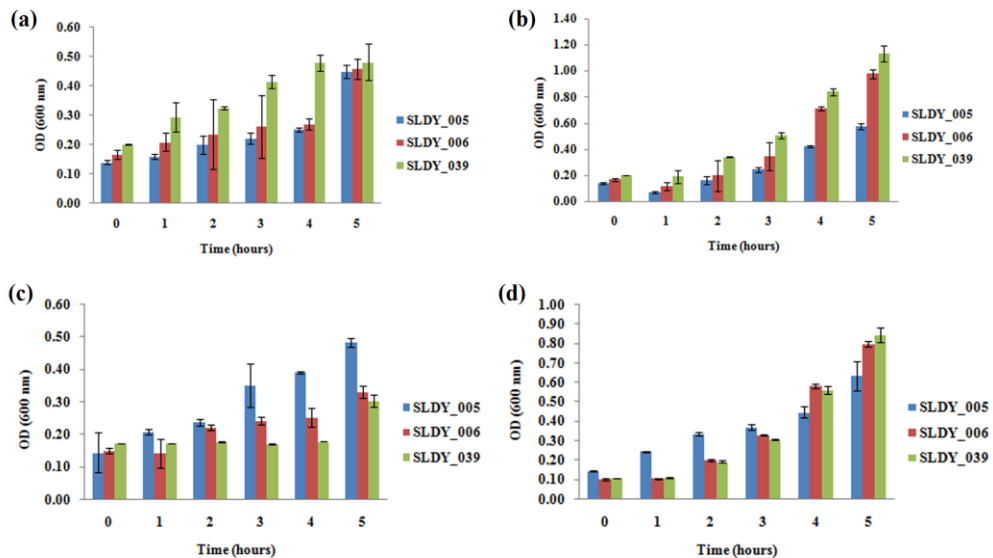 (a)
OD (600 nm)
0.60
0.50
0.40
0.30
0.20
0.10
0.00
0 1 2 3 4 5
Time (hours)
SLDY_005
SLDY_006
SLDY_039
(b)
OD (600 nm)
1.40
1.20
1.00
0.80
0.60
0.40
0.20
0.00
0 1 2 3 4 5
Time (hours)
SLDY_005
SLDY_006
SLDY_039
(c)
OD (600 nm)
0.60
0.50
0.40
0.30
0.20
0.10
0.00
0 1 2 3 4 5
Time (hours)
SLDY_005
SLDY_006
SLDY_039
(d)
OD (600 nm)
1.00
0.90
0.80
0.70
0.60
0.50
0.40
0.30
0.20
0.10
0.00
0 1 2 3 4 5
Time (hours)
SLDY_005
SLDY_006
SLDY_039